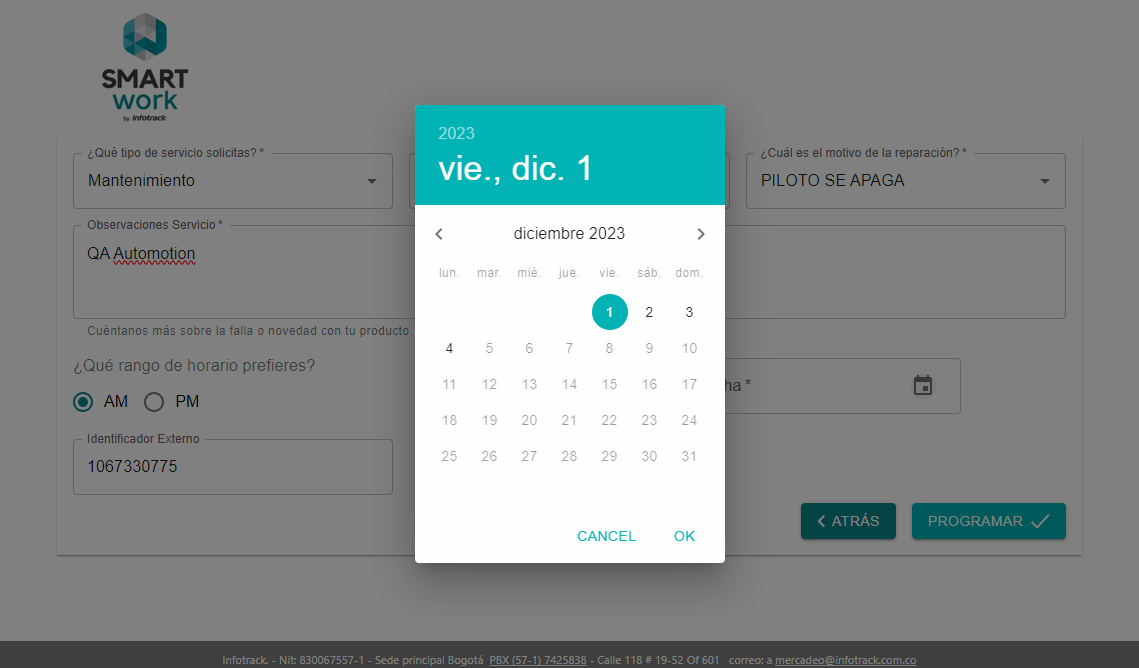 SMART
work
by infotrack
¿Qué tipo de servicio solicitas? *
Mantenimiento
¿Cuál es el motivo de la reparación? *
PILOTO SE APAGA
Observaciones Servicio *
QA Automotion
Cuéntanos más sobre la falla o novedad con tu producto.
¿Qué rango de horario prefieres?
AM PM
ha *
Identificador Externo
1067330775
ATRÁS
PROGRAMAR
2023
vie., dic. 1
diciembre 2023
lun. mar. mié. jue. vie. sáb. dom.
1 2 3
4 5 6 7 8 9 10
11 12 13 14 15 16 17
18 19 20 21 22 23 24
25 26 27 28 29 30 31
CANCEL OK
Infotrack. - Nit: 830067557-1 - Sede principal Bogotá PBX (57-1) 7425838 - Calle 118 # 19-52 Of 601 correo: a mercadeo@infotrack.com.co